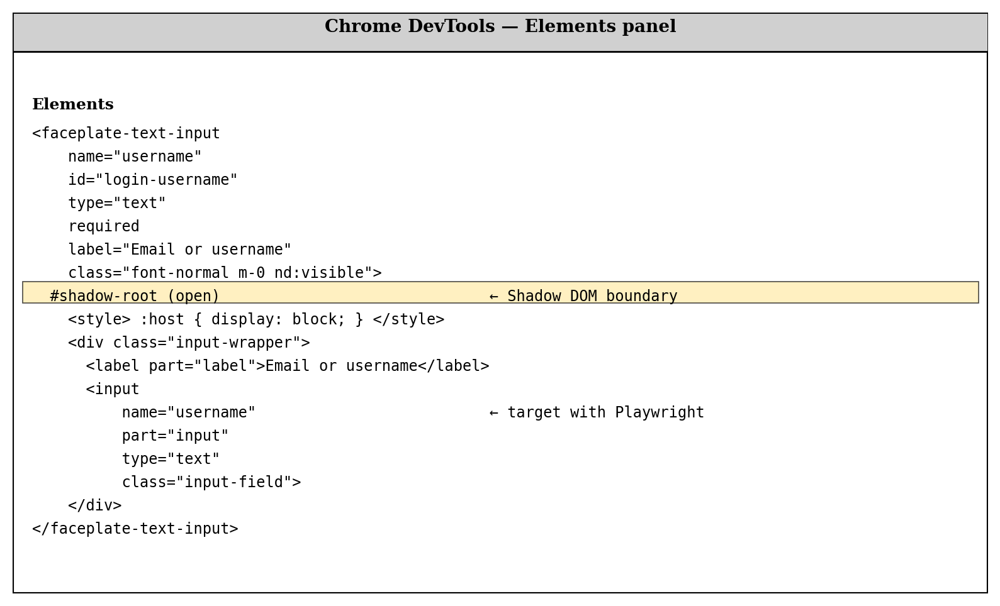 Chrome DevTools — Elements panel
Elements
<faceplate-text-input
    name="username"
    id="login-username"
    type="text"
    required
    label="Email or username"
    class="font-normal m-0 nd:visible">
  #shadow-root (open)                              ← Shadow DOM boundary
    <style> :host { display: block; } </style>
    <div class="input-wrapper">
      <label part="label">Email or username</label>
      <input
          name="username"                          ← target with Playwright
          part="input"
          type="text"
          class="input-field">
    </div>
</faceplate-text-input>